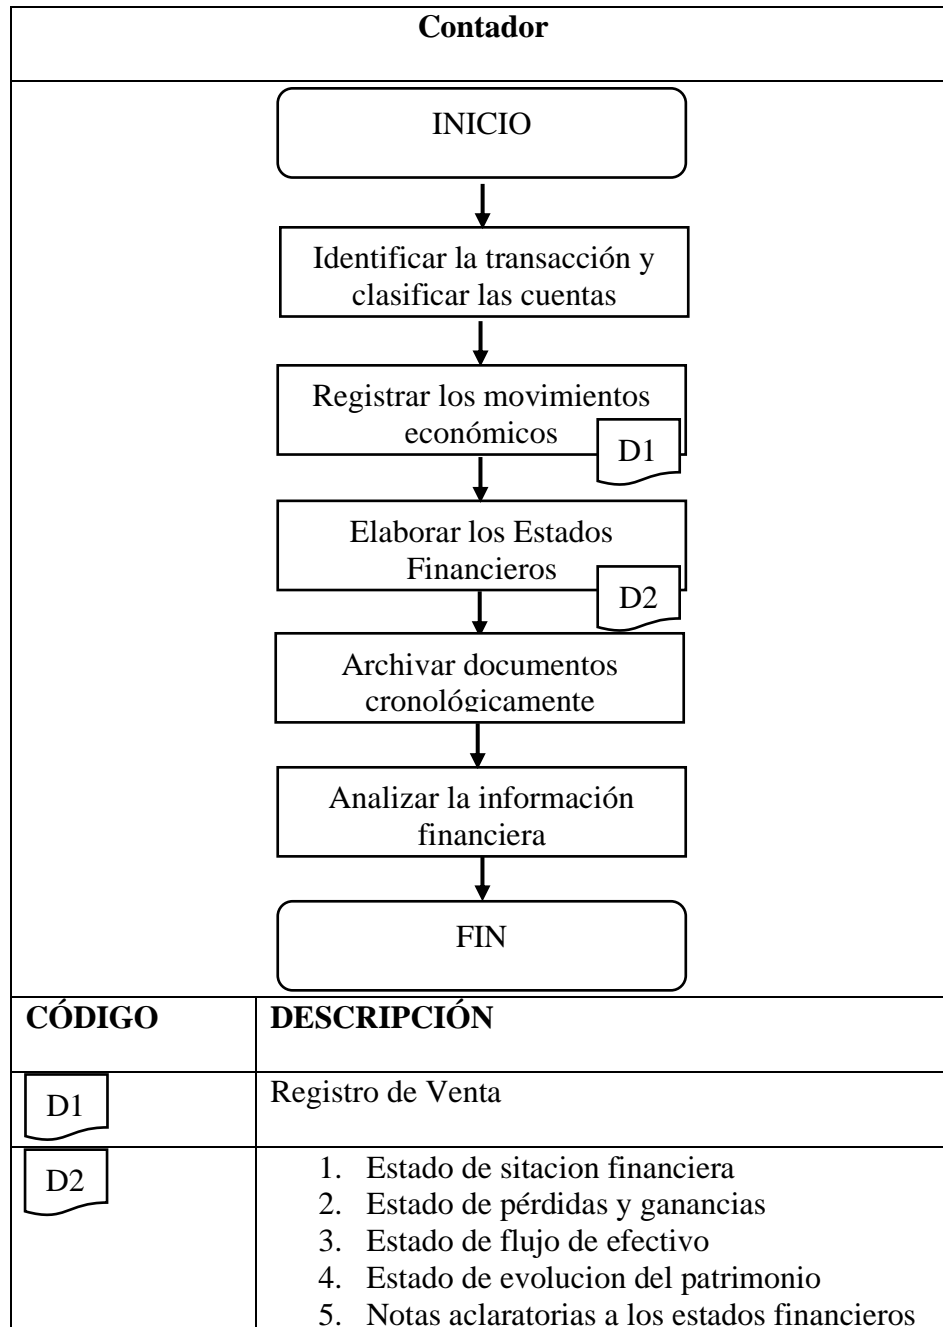 Contador
INICIO
Identificar la transacción y
clasificar las cuentas
Registrar los movimientos
económicos
D1
Elaborar los Estados
Financieros
D2
Archivar documentos
cronológicamente
Analizar la información
financiera
FIN
CÓDIGO DESCRIPCIÓN
D1 Registro de Venta
D2 1. Estado de sitacion financiera
2. Estado de pérdidas y ganancias
3. Estado de flujo de efectivo
4. Estado de evolucion del patrimonio
5. Notas aclaratorias a los estados financieros